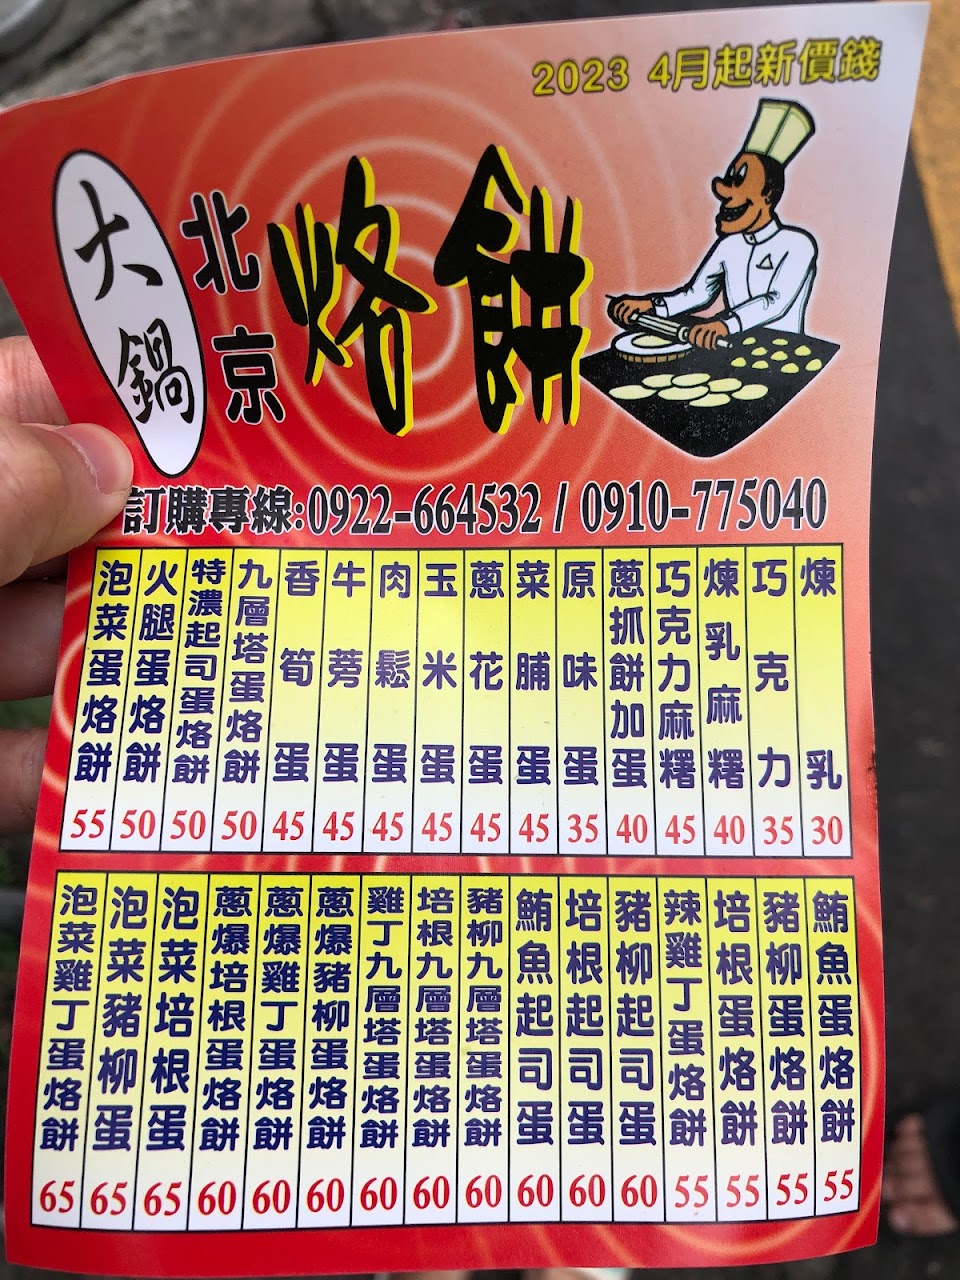 2023 4月起新價錢
大鍋
北京
烙餅
訂購專線:0922-664532 / 0910-775040
煉乳 30
巧克力 35
煉乳麻糬 40
巧克力麻糬 45
蔥抓餅加蛋 40
原味蛋 35
菜脯蛋 45
蔥花蛋 45
玉米蛋 45
肉鬆蛋 45
牛蒡蛋 45
香筍蛋 45
九層塔蛋烙餅 50
特濃起司蛋烙餅 50
火腿蛋烙餅 50
泡菜蛋烙餅 55
鮪魚蛋烙餅 55
豬柳蛋烙餅 55
培根蛋烙餅 55
辣雞丁蛋烙餅 55
豬柳起司蛋 60
培根起司蛋 60
鮪魚起司蛋 60
豬柳九層塔蛋烙餅 60
培根九層塔蛋烙餅 60
雞丁九層塔蛋烙餅 60
蔥爆豬柳蛋烙餅 60
蔥爆雞丁蛋烙餅 60
蔥爆培根蛋烙餅 60
泡菜培根蛋 65
泡菜豬柳蛋 65
泡菜雞丁蛋烙餅 65